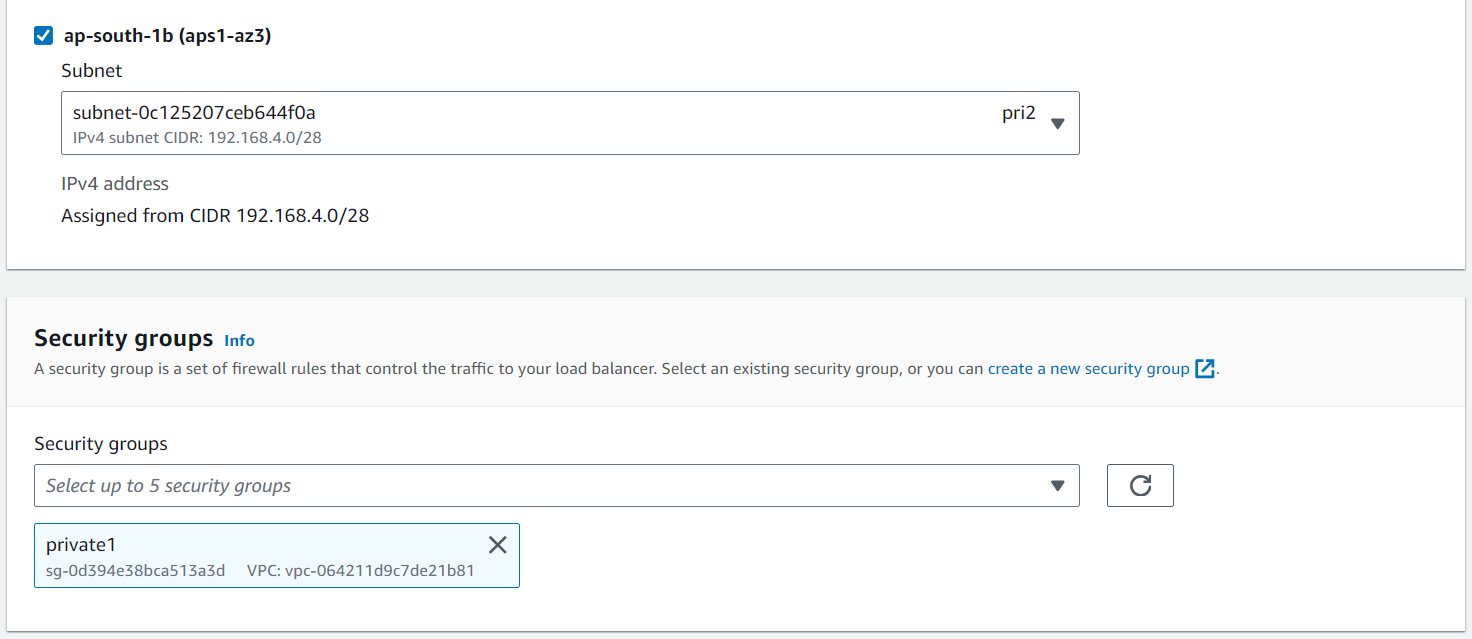 ap-south-1b (aps1-az3)
Subnet
subnet-0c125207ceb644f0a pri2
IPv4 subnet CIDR: 192.168.4.0/28
IPv4 address
Assigned from CIDR 192.168.4.0/28
Security groups Info
A security group is a set of firewall rules that control the traffic to your load balancer. Select an existing security group, or you can create a new security group.
Security groups
Select up to 5 security groups
private1
sg-0d394e38bca513a3d VPC: vpc-064211d9c7de21b81